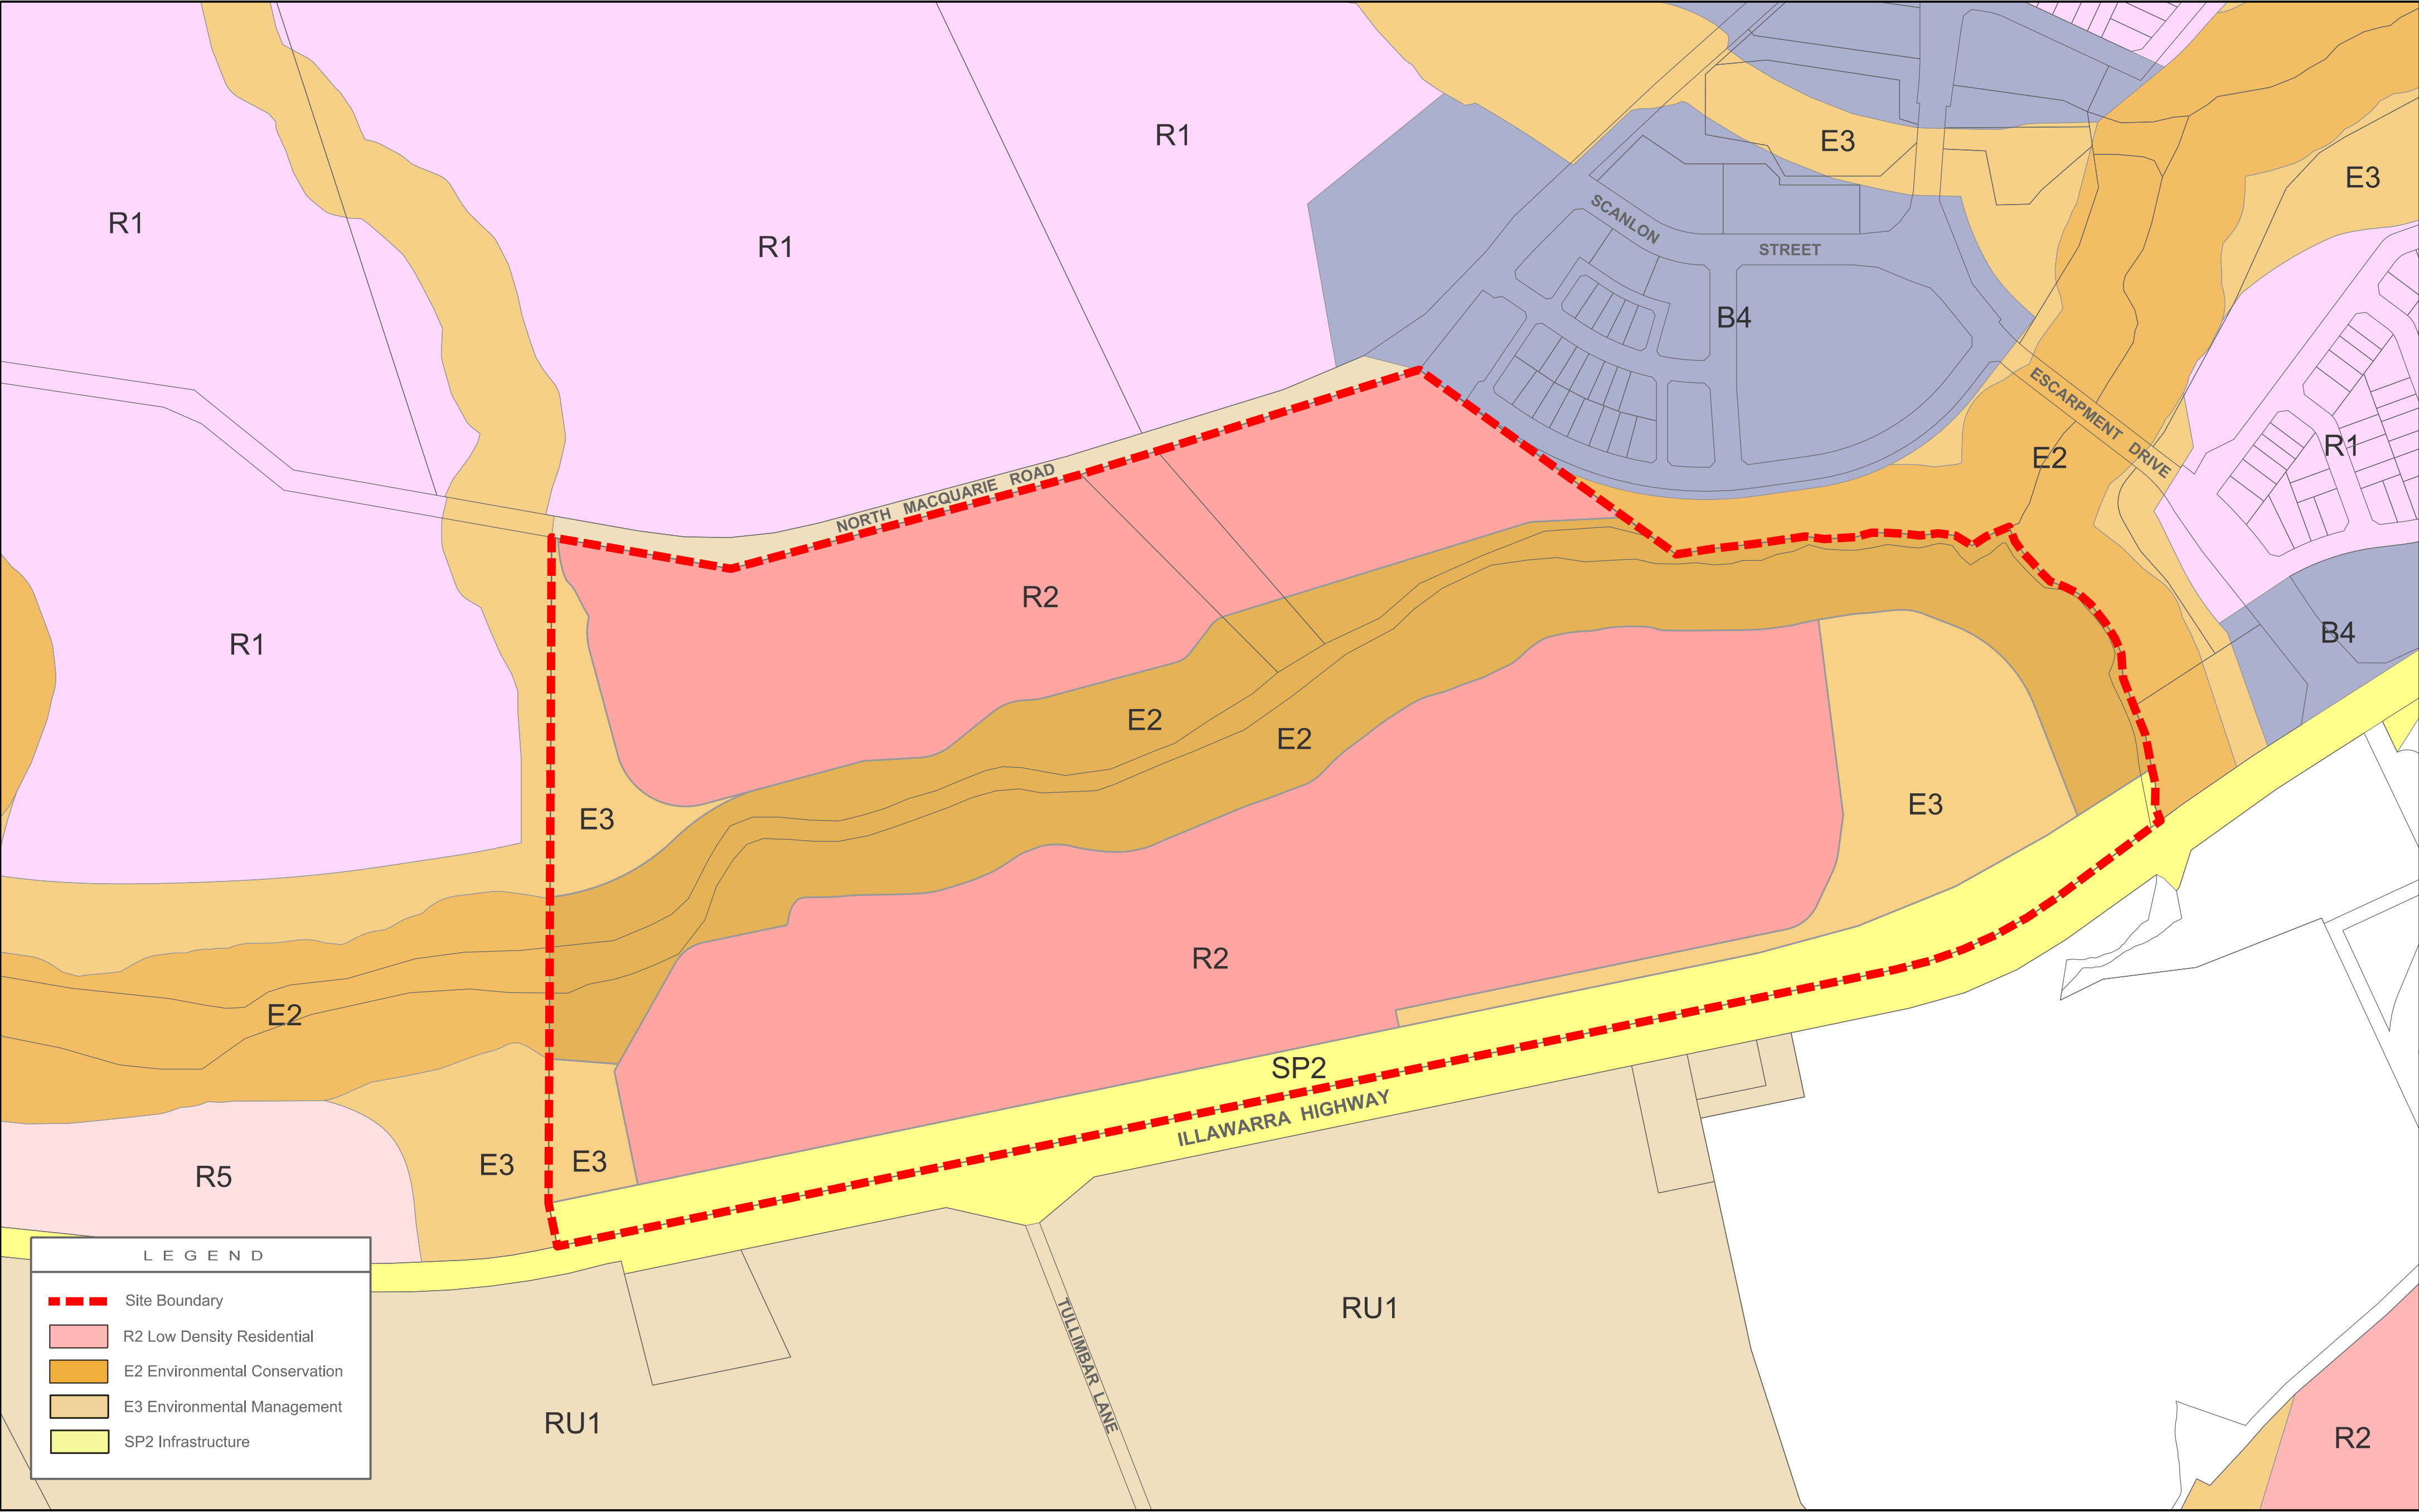 R1
E3
E3
R1
SCANLON
R1
STREET
B4
ESCARPMENT DRIVE
R1
E2
NORTH MACQUARIE ROAD
R2
B4
R1
E2
E2
E3
E3
R2
E2
SP2
ILLAWARRA HIGHWAY
E3
E3
R5
LEGEND
Site Boundary
R2 Low Density Residential
E2 Environmental Conservation
E3 Environmental Management
SP2 Infrastructure
RU1
TULLIMBAR LANE
RU1
R2